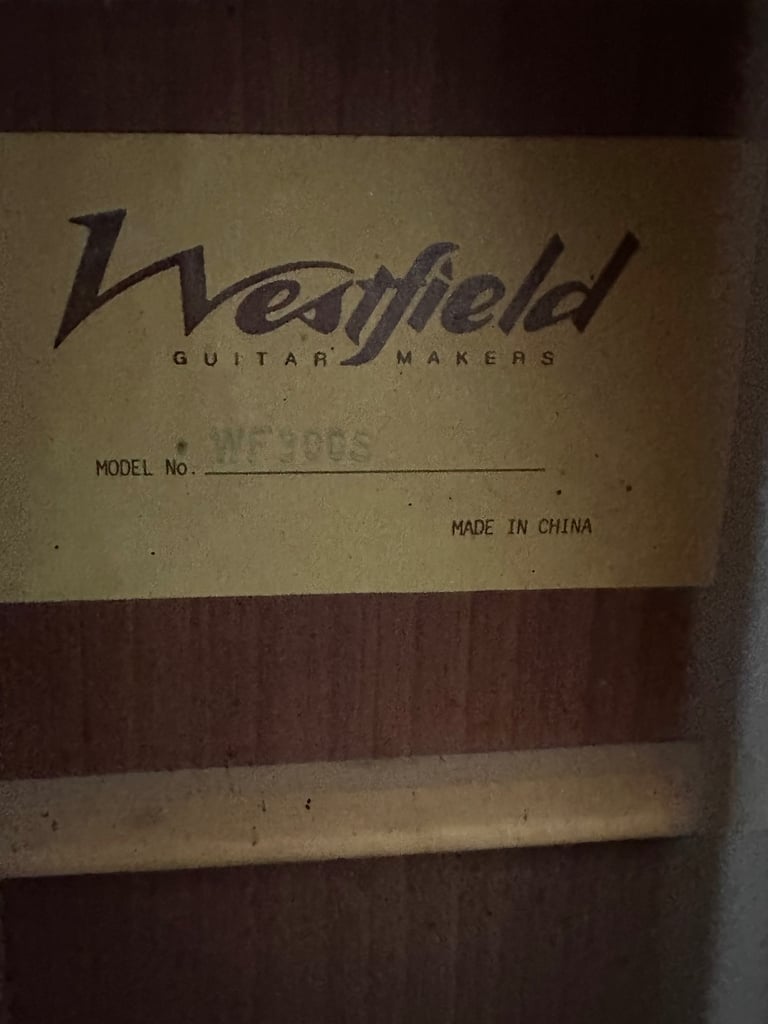 Westfield
GUITAR MAKERS
MODEL No. WF300S
MADE IN CHINA